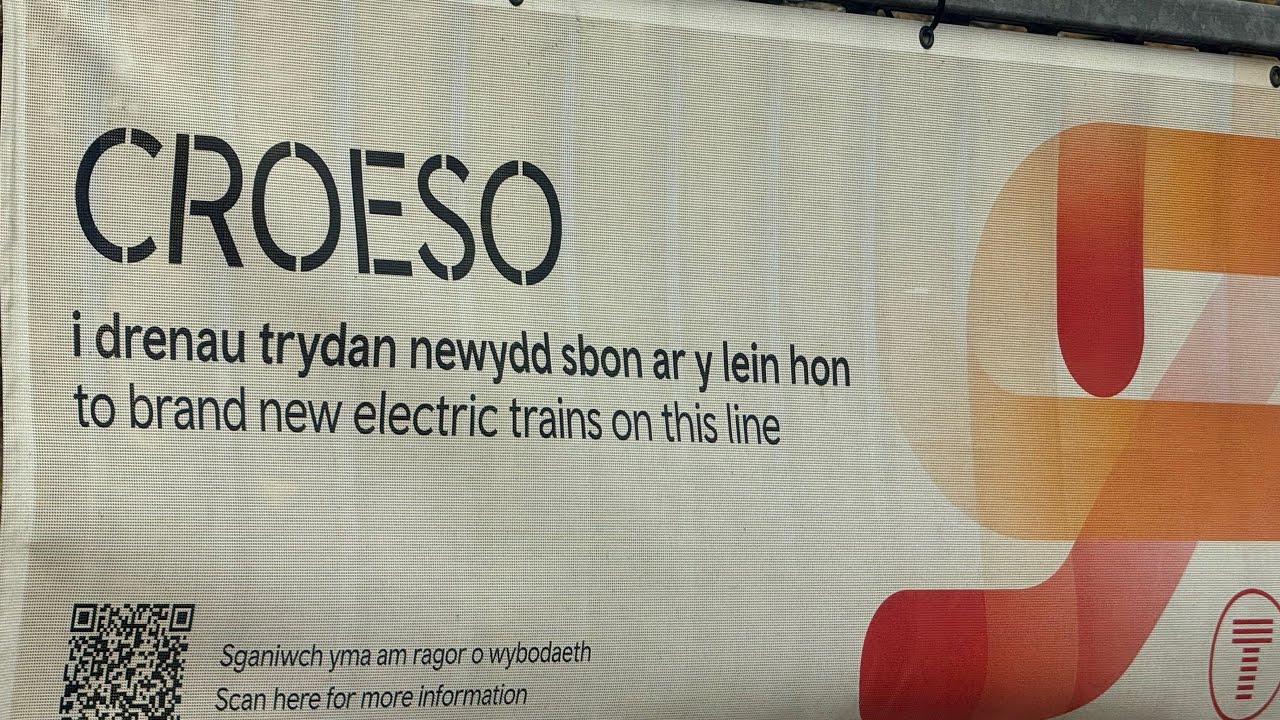 CROESO
i drenau trydan newydd sbon ar y lein hon
to brand new electric trains on this line
Sganiwch yma am ragor o wybodaeth
Scan here for more information